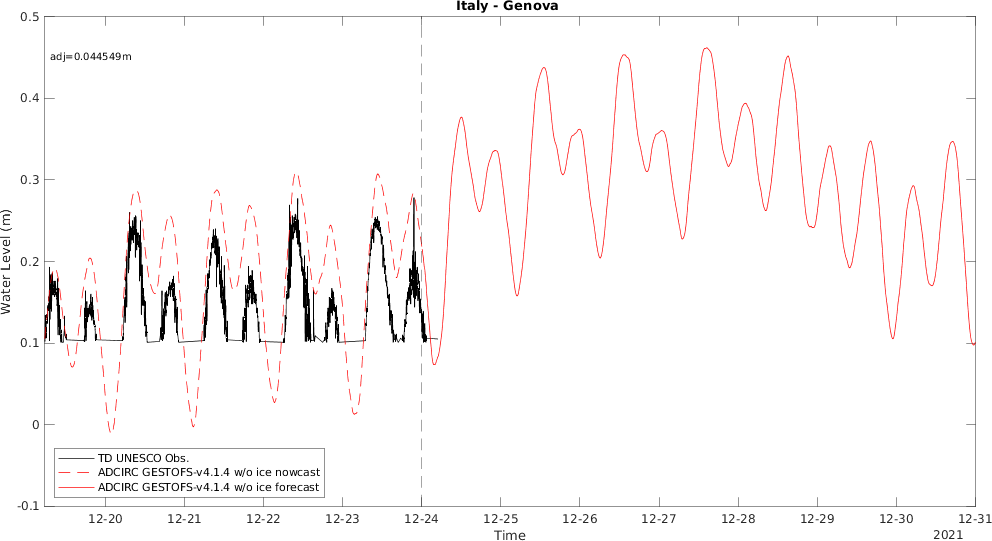 Italy - Genova
0.5
adj=0.044549m
0.4
0.3
0.2
0.1
0
-0.1
Water Level (m)
TD UNESCO Obs.
ADCIRC GESTOFS-v4.1.4 w/o ice nowcast
ADCIRC GESTOFS-v4.1.4 w/o ice forecast
12-20 12-21 12-22 12-23 12-24 12-25 12-26 12-27 12-28 12-29 12-30 12-31
Time
2021